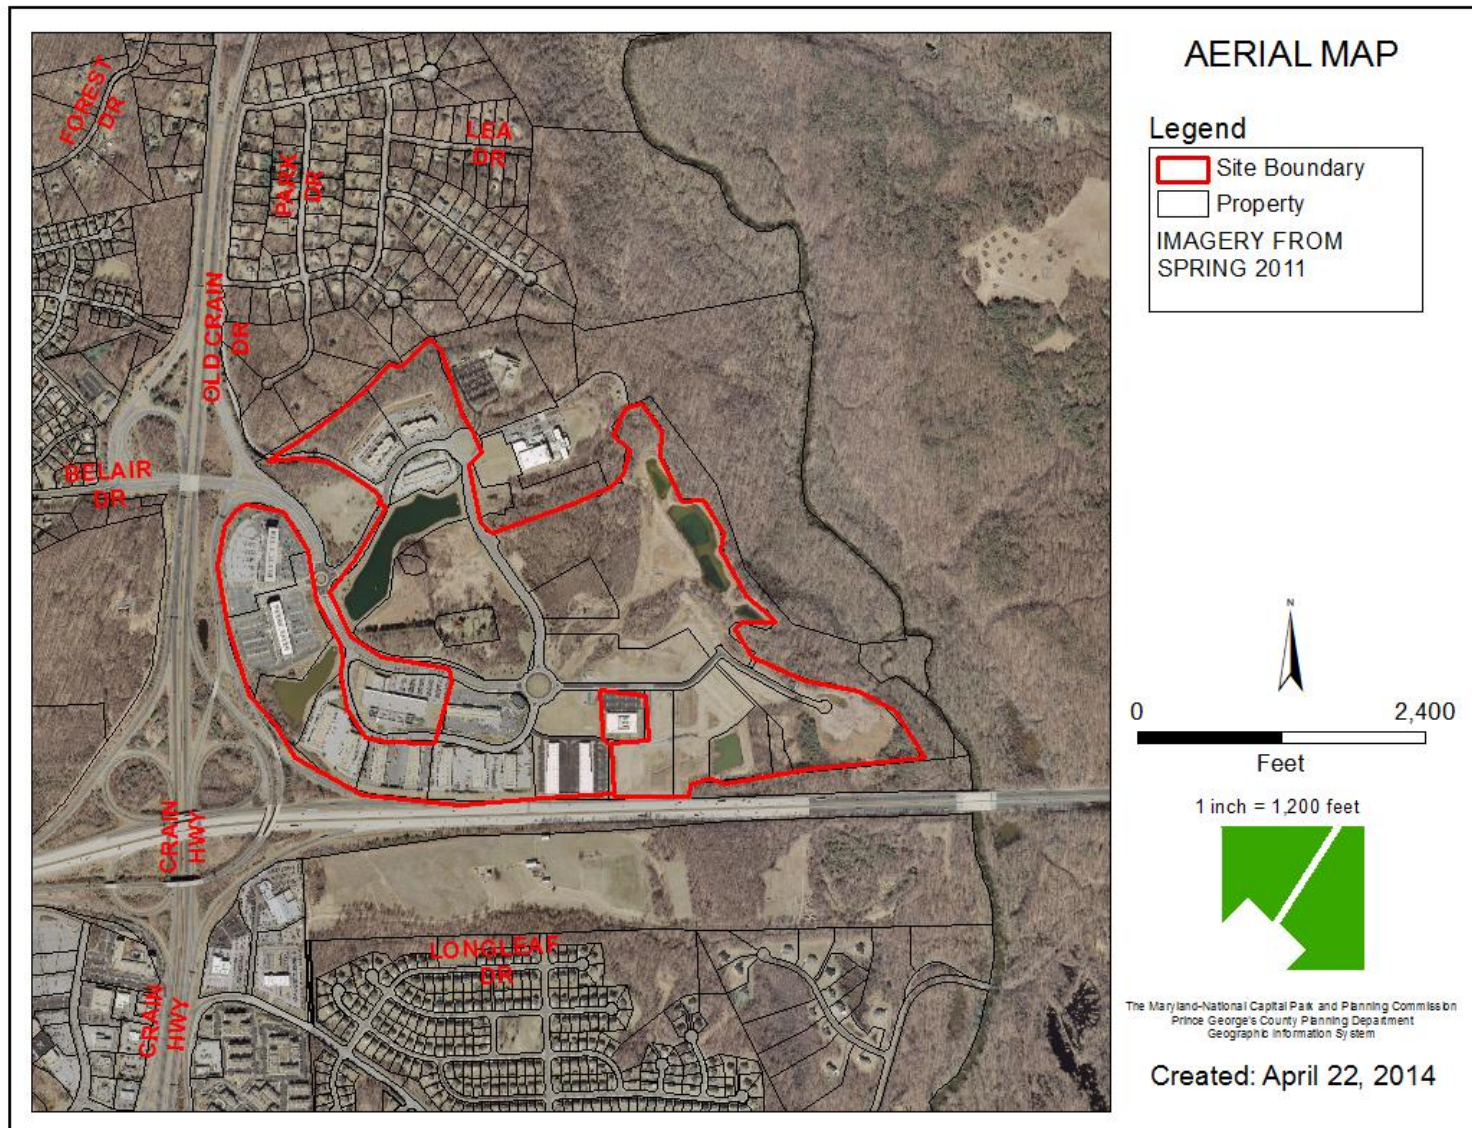 AERIAL MAP
Legend
Site Boundary
Property
IMAGERY FROM
SPRING 2011
FOREST
DR
LEA
DR
PARK
DR
OLD CRAIN
DR
BELAIR
DR
CRAIN
HWY
LONGLEAF
DR
CRAIN
HWY
N
0 2,400
Feet
1 inch = 1,200 feet
The Maryland-National Capital Park and Planning Commission
Prince George's County Planning Department
Geographic Information System
Created: April 22, 2014